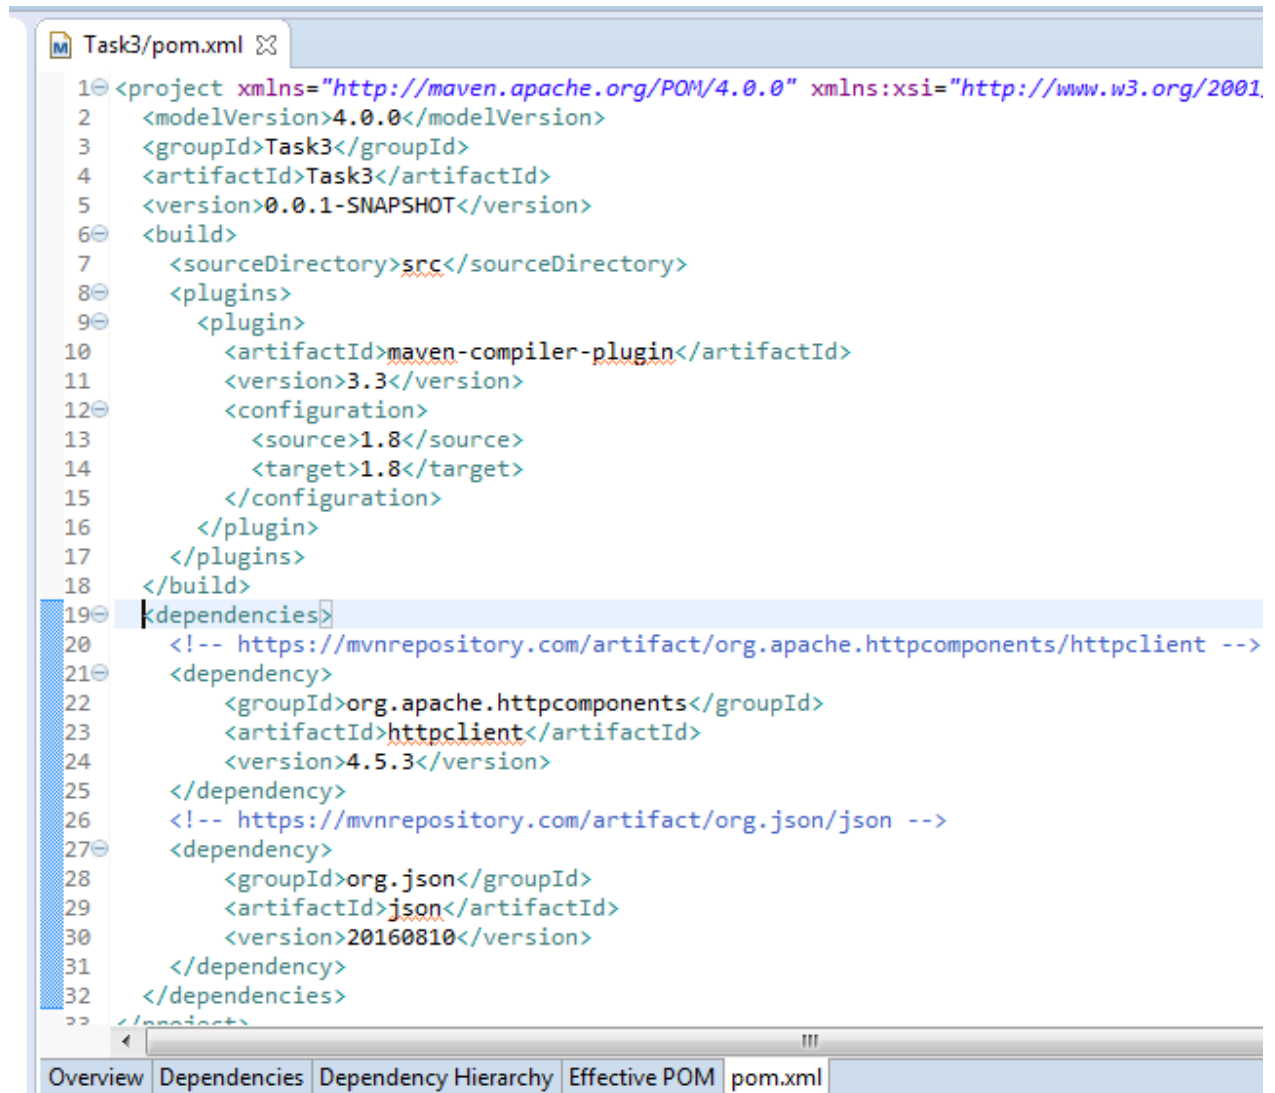 Task3/pom.xml
1 <project xmlns="http://maven.apache.org/POM/4.0.0" xmlns:xsi="http://www.w3.org/2001
2 <modelVersion>4.0.0</modelVersion>
3 <groupId>Task3</groupId>
4 <artifactId>Task3</artifactId>
5 <version>0.0.1-SNAPSHOT</version>
6 <build>
7 <sourceDirectory>src</sourceDirectory>
8 <plugins>
9 <plugin>
10 <artifactId>maven-compiler-plugin</artifactId>
11 <version>3.3</version>
12 <configuration>
13 <source>1.8</source>
14 <target>1.8</target>
15 </configuration>
16 </plugin>
17 </plugins>
18 </build>
19 <dependencies>
20 <!-- https://mvnrepository.com/artifact/org.apache.httpcomponents/httpclient -->
21 <dependency>
22 <groupId>org.apache.httpcomponents</groupId>
23 <artifactId>httpclient</artifactId>
24 <version>4.5.3</version>
25 </dependency>
26 <!-- https://mvnrepository.com/artifact/org.json/json -->
27 <dependency>
28 <groupId>org.json</groupId>
29 <artifactId>json</artifactId>
30 <version>20160810</version>
31 </dependency>
32 </dependencies>
33 </project>
Overview Dependencies Dependency Hierarchy Effective POM pom.xml